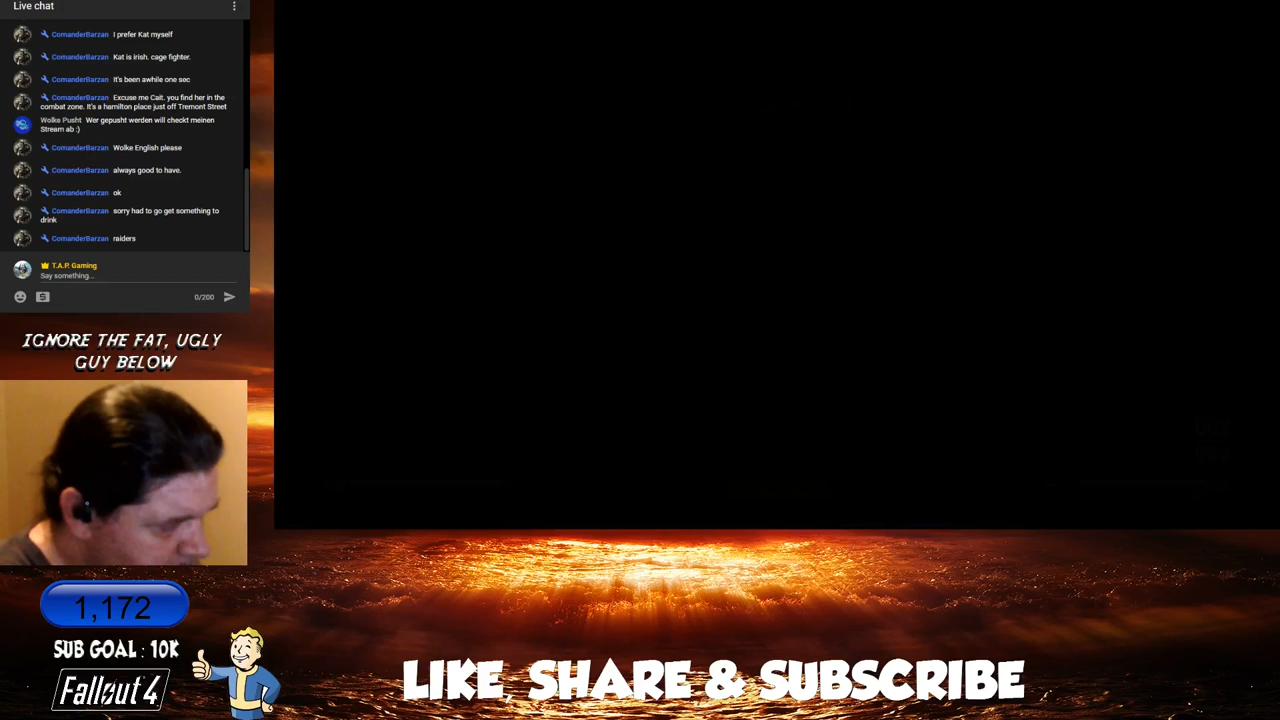 Live chat
ComanderBarzan I prefer Kat myself
ComanderBarzan Kat is irish. cage fighter.
ComanderBarzan It's been awhile one sec
ComanderBarzan Excuse me Cait. you find her in the
combat zone. It's a hamilton place just off Tremont Street
Wolke Pusht Wer gepusht werden will checkt meinen
Stream ab :)
ComanderBarzan Wolke English please
ComanderBarzan always good to have.
ComanderBarzan ok
ComanderBarzan sorry had to go get something to
drink
ComanderBarzan raiders
T.A.P. Gaming
Say something...
0/200
IGNORE THE FAT, UGLY
GUY BELOW
1,172
SUB GOAL : 10K
Fallout 4
LIKE, SHARE & SUBSCRIBE